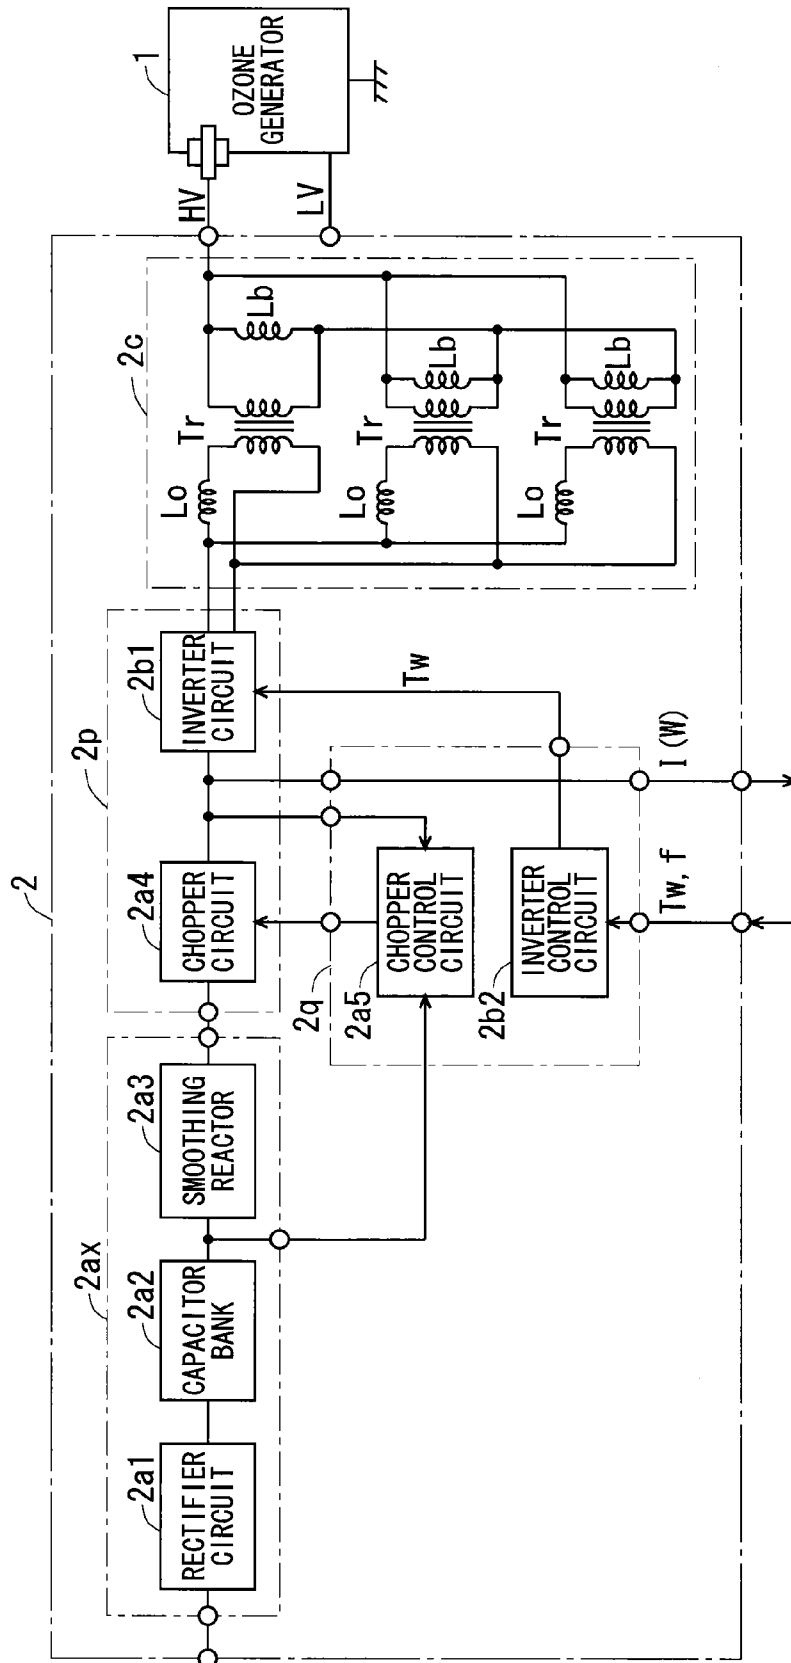 2
2ax
2a1
RECTIFIER
CIRCUIT
2a2
CAPACITOR
BANK
2a3
SMOOTHING
REACTOR
2p
2a4
CHOPPER
CIRCUIT
2b1
INVERTER
CIRCUIT
2q
2a5
CHOPPER
CONTROL
CIRCUIT
2b2
INVERTER
CONTROL
CIRCUIT
Tw
Tw, f
I (W)
2c
Lo
Tr
Lb
Lo
Tr
Lb
Lo
Tr
Lb
HV
LV
1
OZONE
GENERATOR